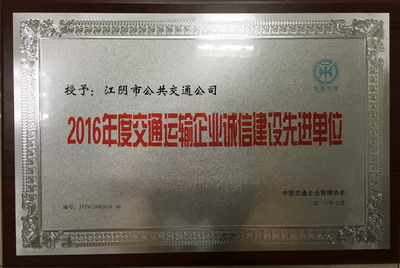 授予：江阴市公共交通公司
2016年度交通运输企业诚信建设先进单位
中国交通企业管理协会